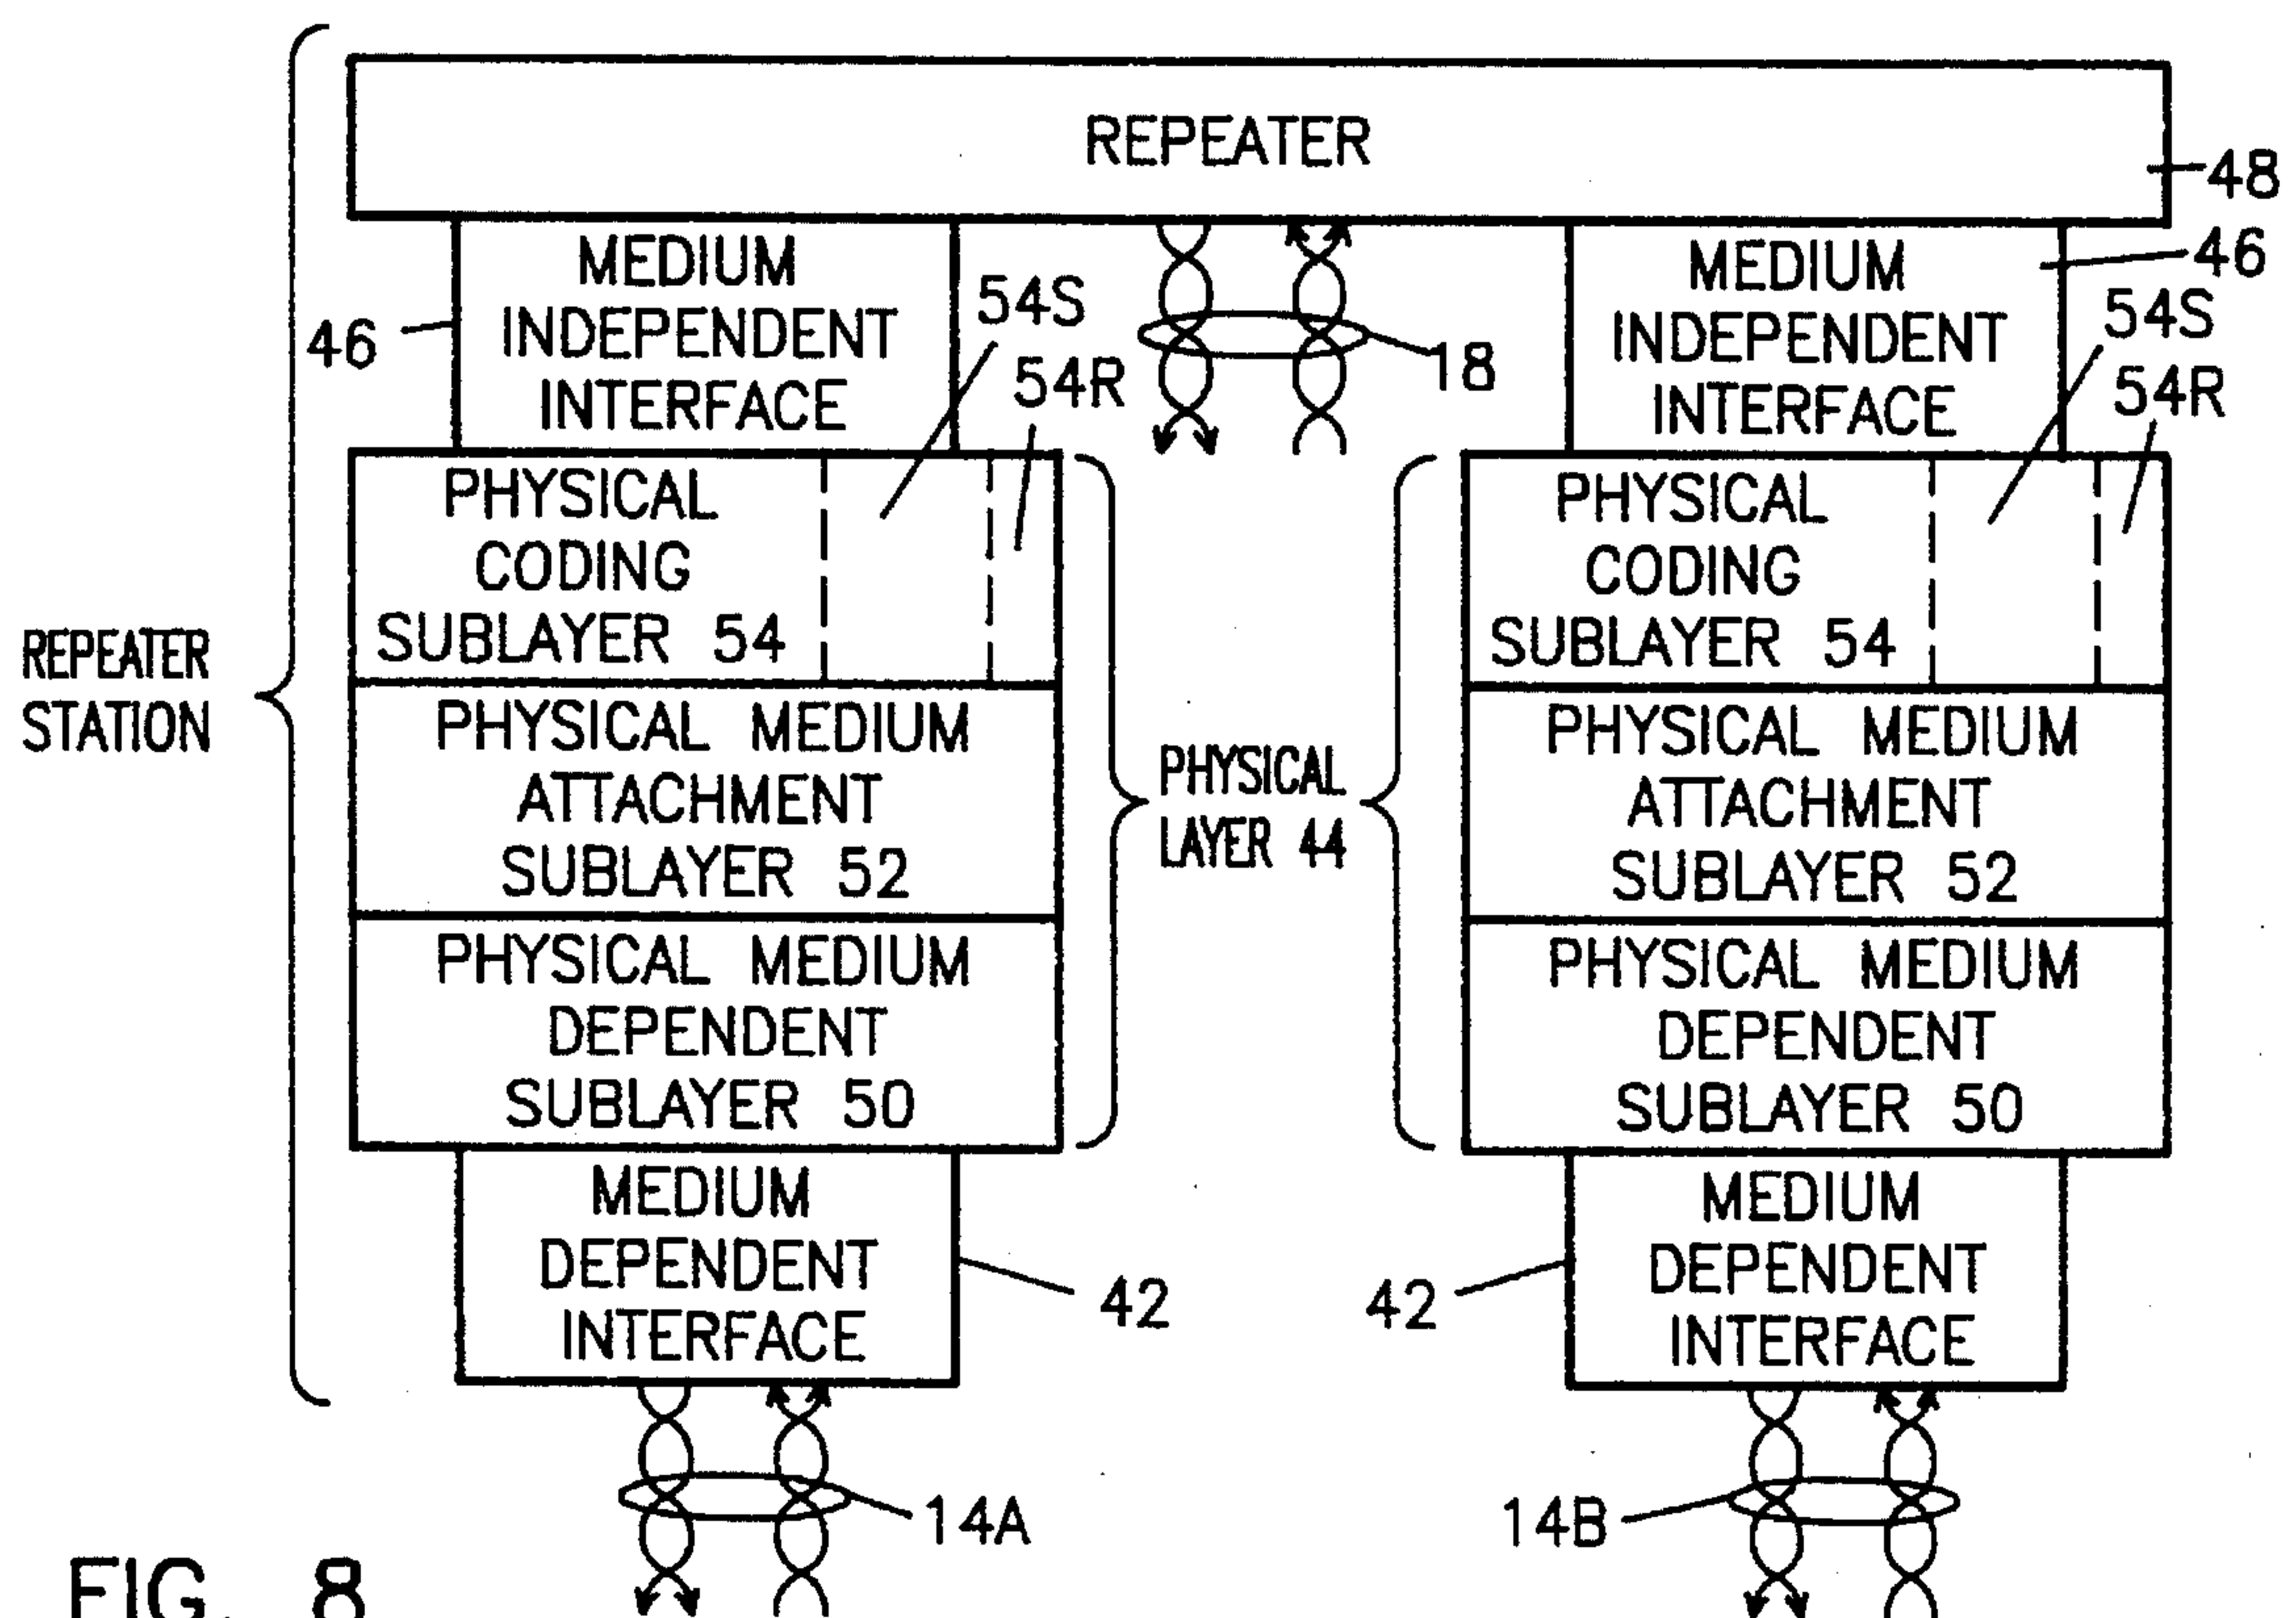 REPEATER
48
MEDIUM
INDEPENDENT
INTERFACE
46
54S
54R
18
MEDIUM
INDEPENDENT
INTERFACE
46
54S
54R
PHYSICAL
CODING
SUBLAYER 54
PHYSICAL
CODING
SUBLAYER 54
REPEATER
STATION
PHYSICAL MEDIUM
ATTACHMENT
SUBLAYER 52
PHYSICAL
LAYER 44
PHYSICAL MEDIUM
ATTACHMENT
SUBLAYER 52
PHYSICAL MEDIUM
DEPENDENT
SUBLAYER 50
PHYSICAL MEDIUM
DEPENDENT
SUBLAYER 50
MEDIUM
DEPENDENT
INTERFACE
42
42
MEDIUM
DEPENDENT
INTERFACE
14A
14B
FIG. 8